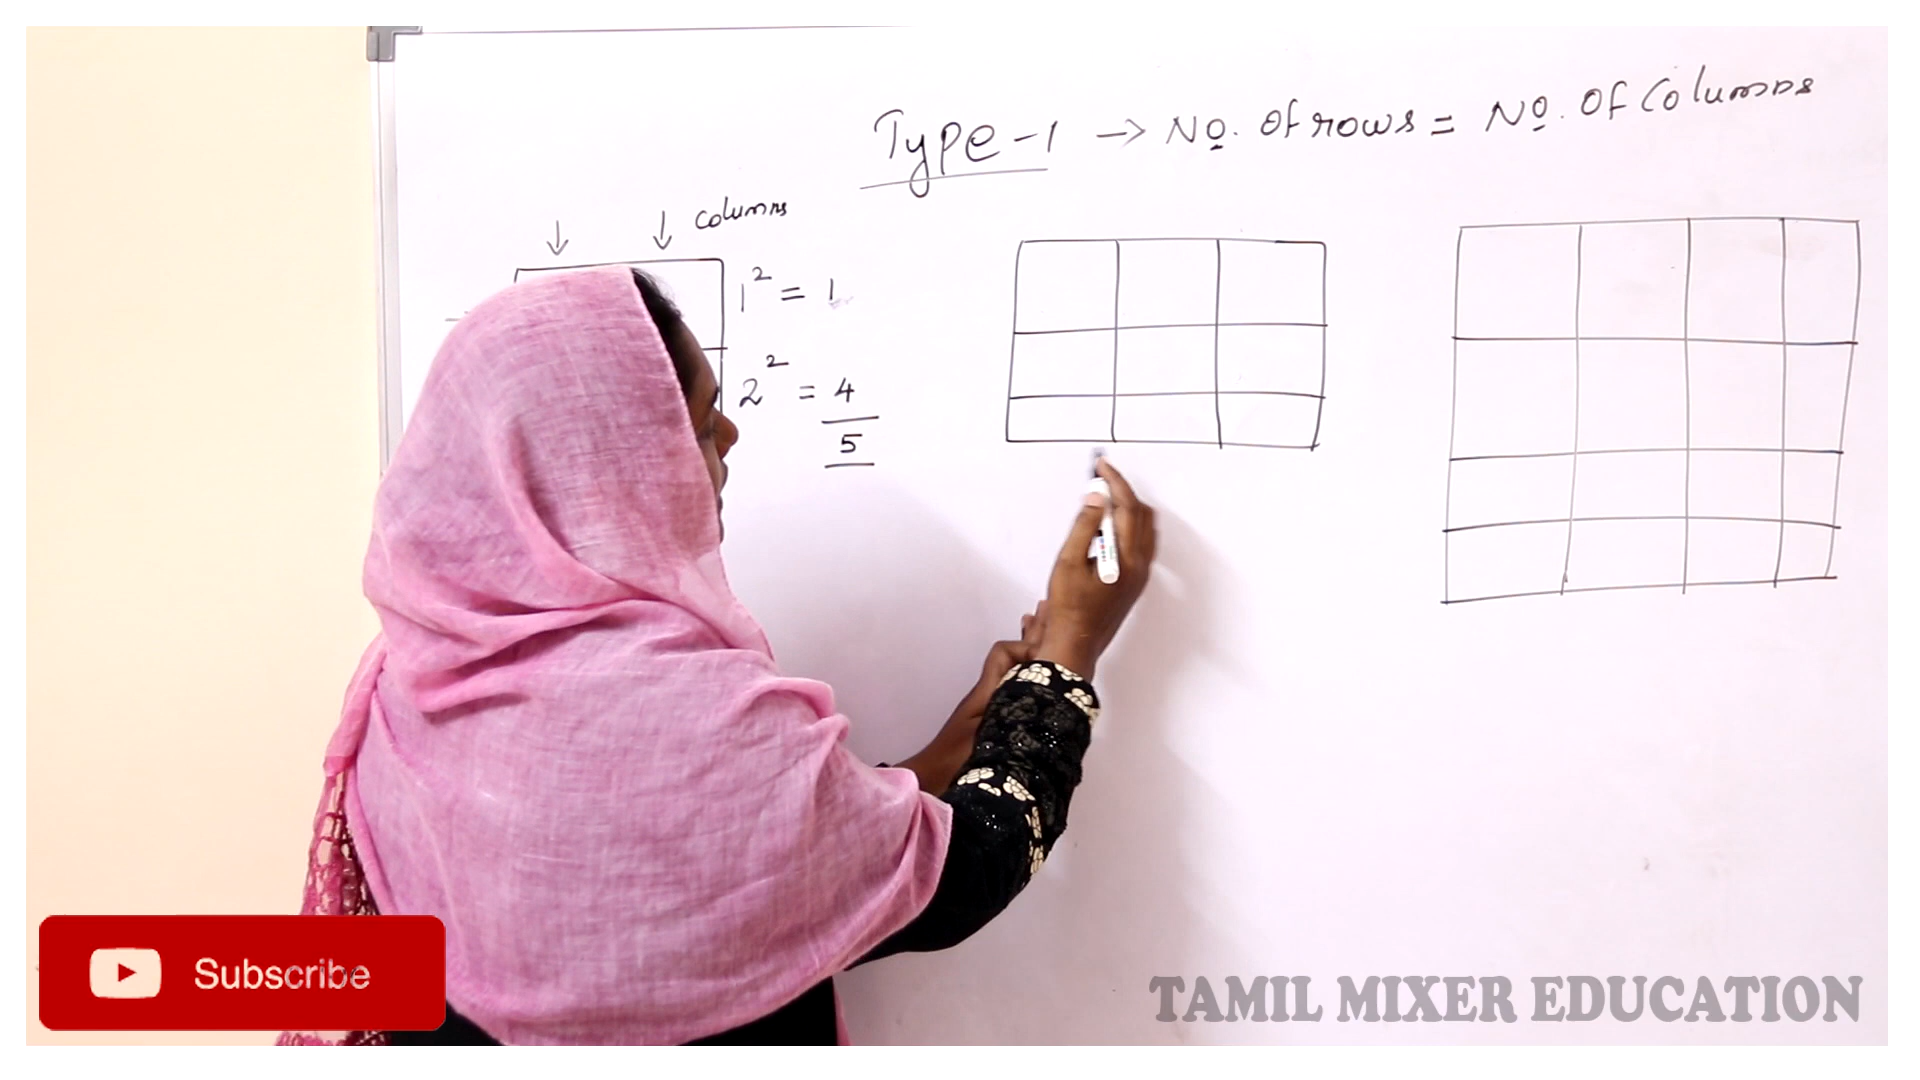 Type-1 → No. Of rows = No. Of Columns
columns
1² = 1
2² = 4
5
Subscribe
TAMIL MIXER EDUCATION